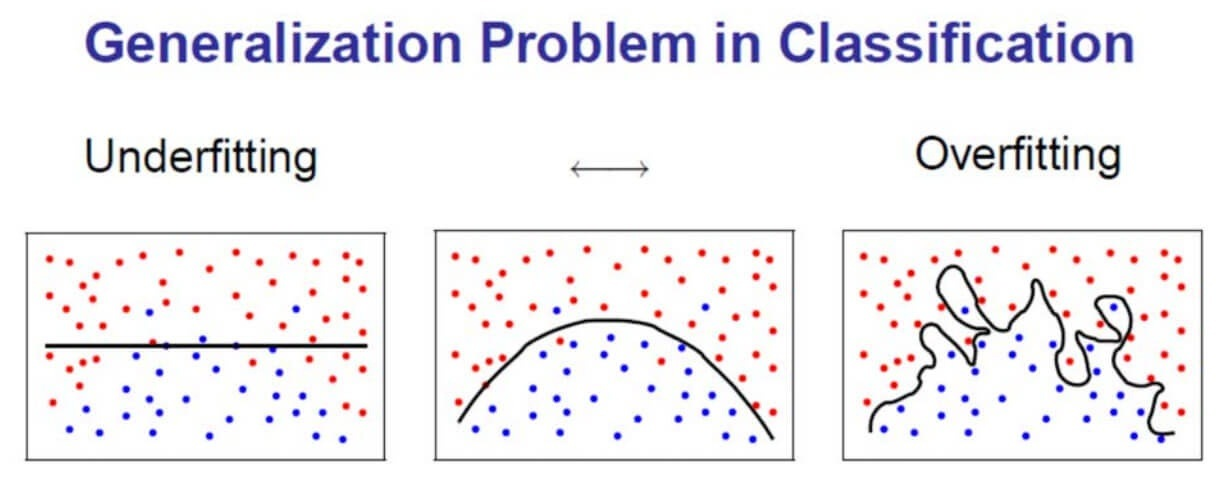 Generalization Problem in Classification
Underfitting ⟷ Overfitting